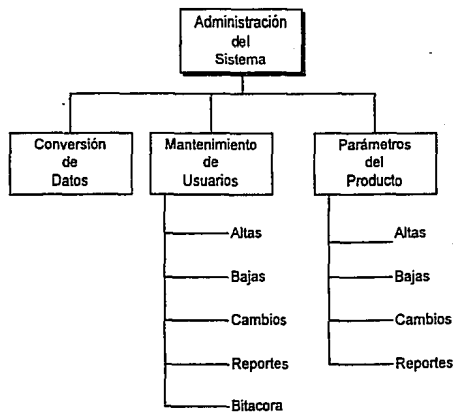 Administración
del
Sistema
Conversión
de
Datos
Mantenimiento
de
Usuarios
Parámetros
del
Producto
Altas
Bajas
Cambios
Reportes
Bitacora
Altas
Bajas
Cambios
Reportes